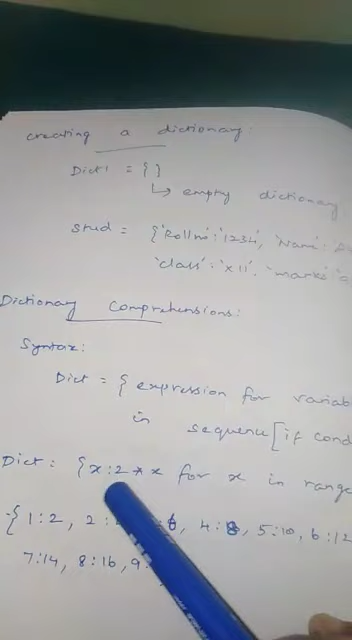 creating a dictionary:
Dict1 = { }
↳ empty dictionary
stud = {'Rollno':'1234', 'Name':
'class':'XII', 'marks'
Dictionary Comprehensions:
Syntax:
Dict = { expression for variab
in sequence [if cond
Dict: {x:2*x for x in range
{1:2, 2: 6, 4:8, 5:10, 6:12
7:14, 8:16, 9: